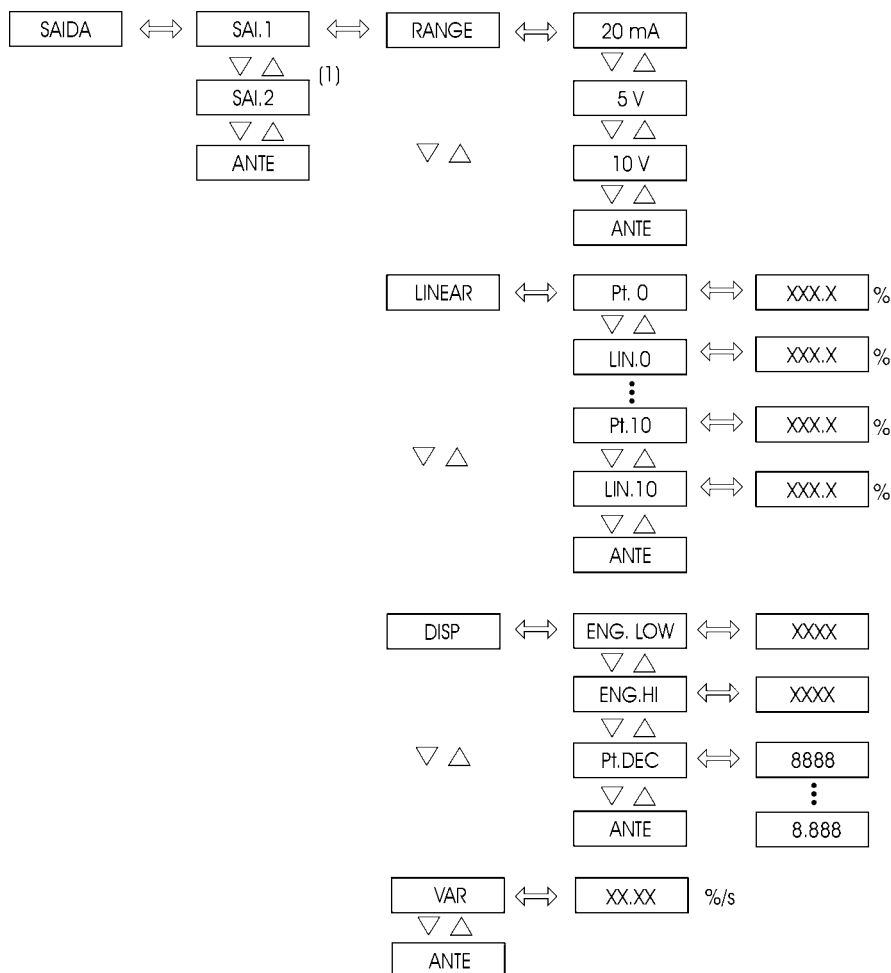 SAIDA SAI.1 RANGE 20 mA
(1)
SAI.2 5 V
ANTE 10 V
ANTE
LINEAR Pt. 0 XXX.X %
LIN.0 XXX.X %
Pt.10 XXX.X %
LIN.10 XXX.X %
ANTE
DISP ENG. LOW XXXX
ENG.HI XXXX
Pt.DEC 8888
ANTE 8.888
VAR XX.XX %/s
ANTE